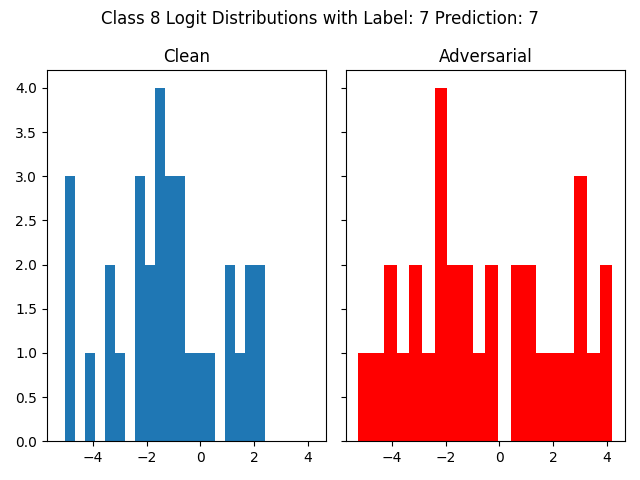 Class 8 Logit Distributions with Label: 7 Prediction: 7
Clean
Adversarial
4.0
3.5
3.0
2.5
2.0
1.5
1.0
0.5
0.0
−4 −2 0 2 4
−4 −2 0 2 4